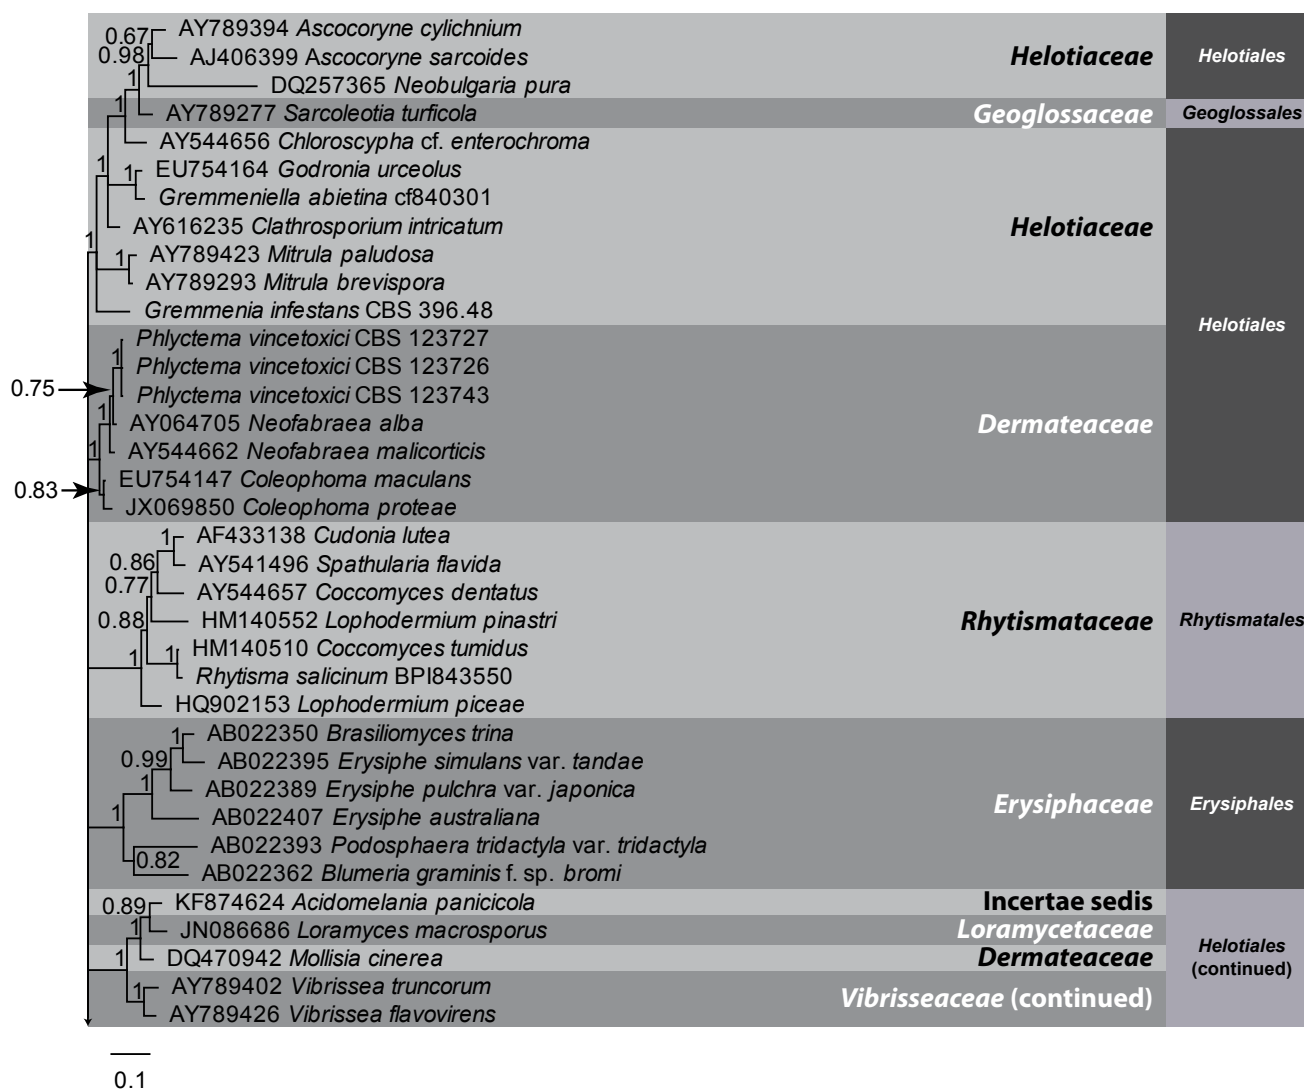 0.67
AY789394 Ascocoryne cylichnium
0.98
AJ406399 Ascocoryne sarcoides
Helotiaceae
Helotiales
1
DQ257365 Neobulgaria pura
1
AY789277 Sarcoleotia turficola
Geoglossaceae
Geoglossales
AY544656 Chloroscypha cf. enterochroma
1
1
EU754164 Godronia urceolus
Gremmeniella abietina cf840301
AY616235 Clathrosporium intricatum
Helotiaceae
1
1
AY789423 Mitrula paludosa
AY789293 Mitrula brevispora
Gremmenia infestans CBS 396.48
Helotiales
1
Phlyctema vincetoxici CBS 123727
Phlyctema vincetoxici CBS 123726
0.75
Phlyctema vincetoxici CBS 123743
1
AY064705 Neofabraea alba
Dermateaceae
1
AY544662 Neofabraea malicorticis
0.83
EU754147 Coleophoma maculans
JX069850 Coleophoma proteae
1
AF433138 Cudonia lutea
0.86
AY541496 Spathularia flavida
0.77
AY544657 Coccomyces dentatus
0.88
HM140552 Lophodermium pinastri
Rhytismataceae
Rhytismatales
1
1
HM140510 Coccomyces tumidus
Rhytisma salicinum BPI843550
HQ902153 Lophodermium piceae
1
AB022350 Brasiliomyces trina
0.99
AB022395 Erysiphe simulans var. tandae
1
AB022389 Erysiphe pulchra var. japonica
Erysiphaceae
Erysiphales
1
AB022407 Erysiphe australiana
AB022393 Podosphaera tridactyla var. tridactyla
0.82
AB022362 Blumeria graminis f. sp. bromi
0.89
KF874624 Acidomelania panicicola
Incertae sedis
1
JN086686 Loramyces macrosporus
Loramycetaceae
1
DQ470942 Mollisia cinerea
Dermateaceae
Helotiales
(continued)
1
AY789402 Vibrissea truncorum
Vibrisseaceae (continued)
AY789426 Vibrissea flavovirens
0.1